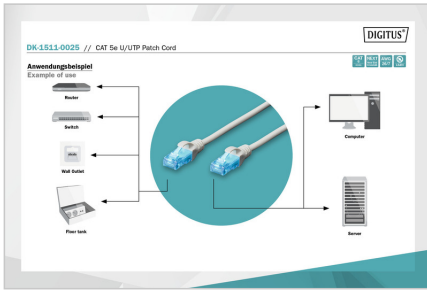 DIGITUS®
DK-1511-0025 // CAT 5e U/UTP Patch Cord
Anwendungsbeispiel
Example of use
Router
Switch
Wall Outlet
Floor tank
Computer
Server